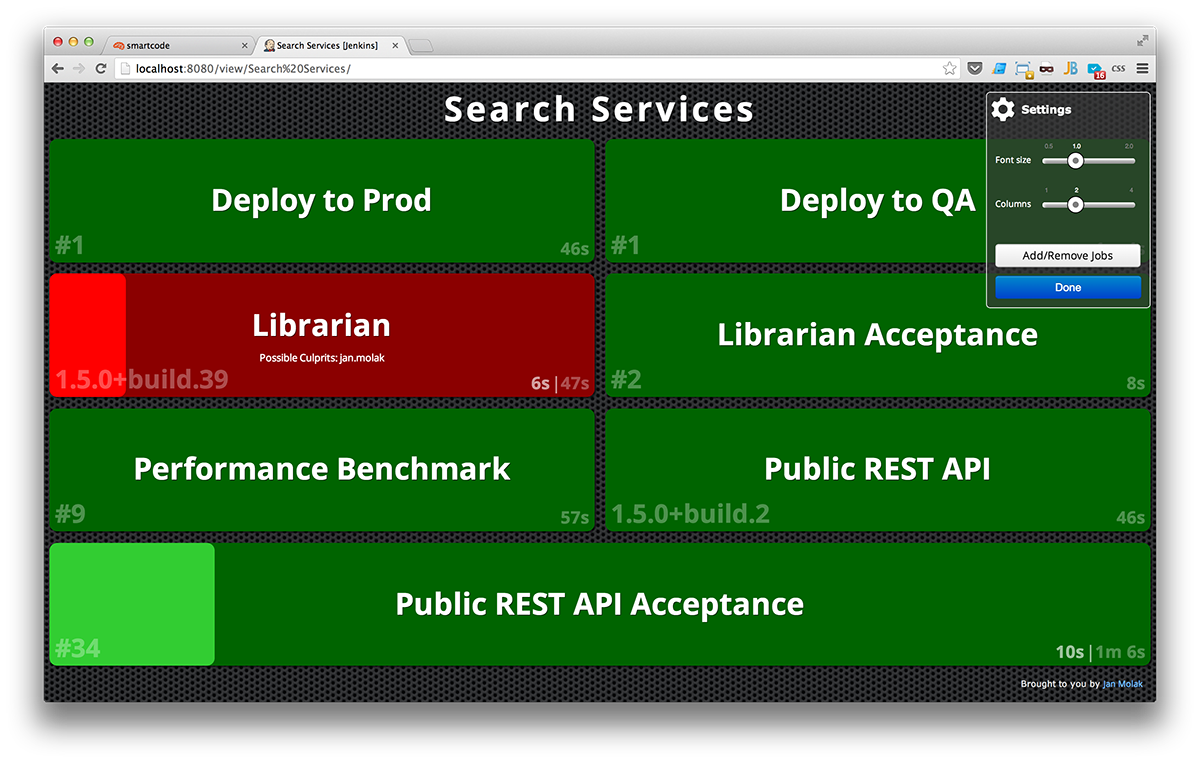 smartcode
Search Services [Jenkins]
localhost:8080/view/Search%20Services/
JB
16
CSS
Search Services
Settings
0.5 1.0 2.0
Font size
1 2 4
Columns
Add/Remove Jobs
Done
Deploy to Prod
#1
46s
Deploy to QA
#1
Librarian
Possible Culprits: jan.molak
1.5.0+build.39
6s|47s
Librarian Acceptance
#2
8s
Performance Benchmark
#9
57s
Public REST API
1.5.0+build.2
46s
Public REST API Acceptance
#34
10s|1m 6s
Brought to you by Jan Molak